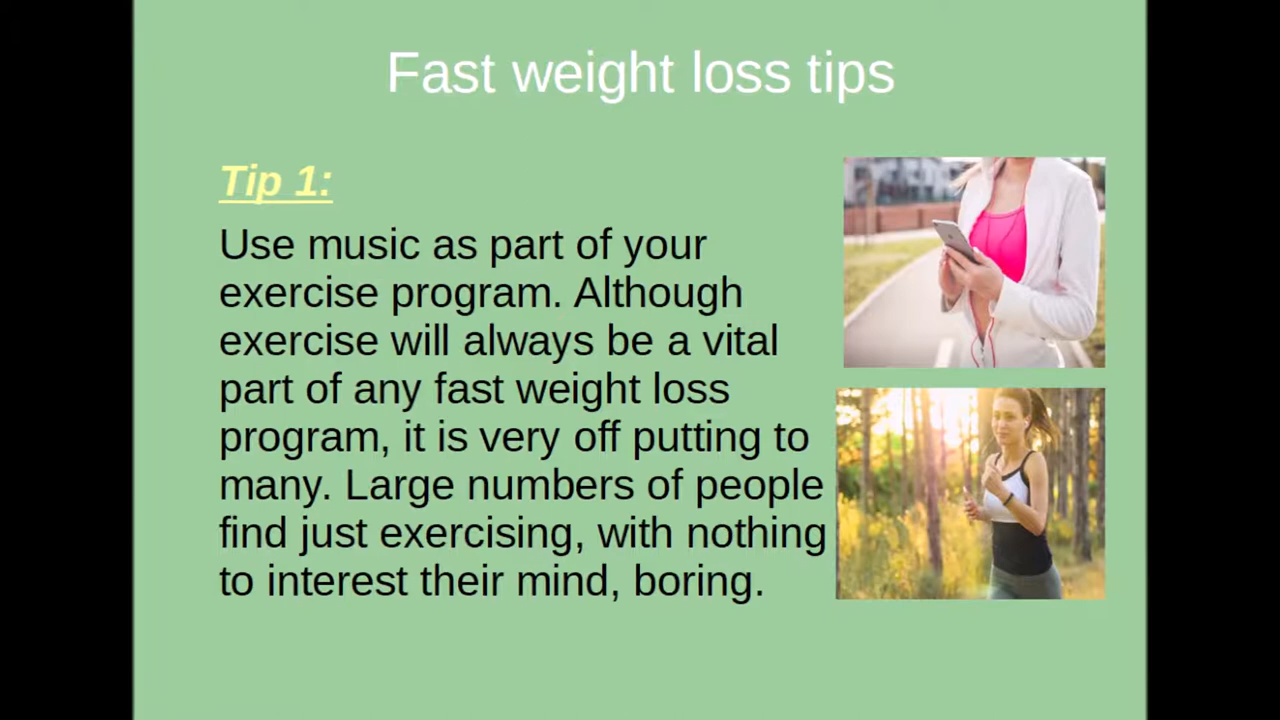 Fast weight loss tips
Tip 1:
Use music as part of your
exercise program. Although
exercise will always be a vital
part of any fast weight loss
program, it is very off putting to
many. Large numbers of people
find just exercising, with nothing
to interest their mind, boring.